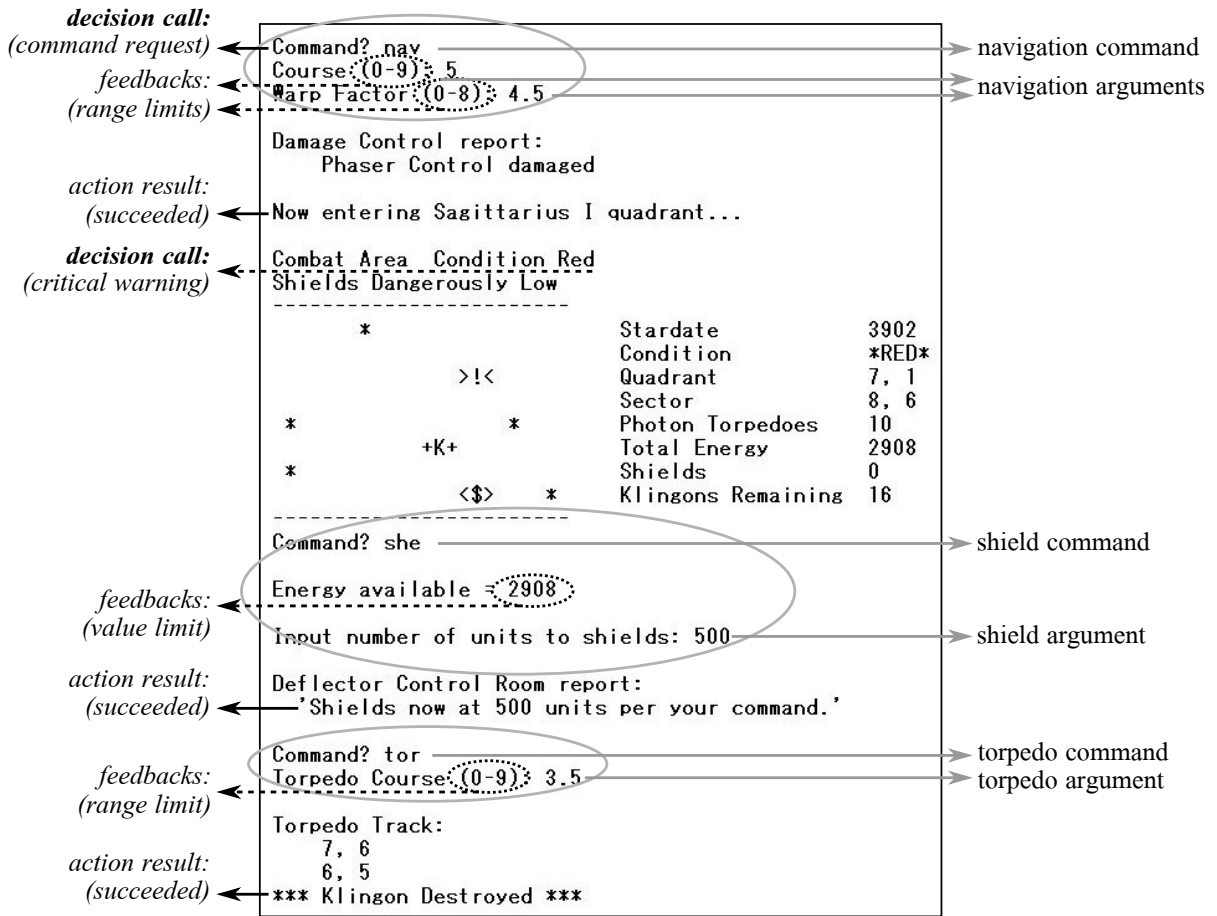 decision call:
(command request)
feedbacks:
(range limits)
action result:
(succeeded)
decision call:
(critical warning)
feedbacks:
(value limit)
action result:
(succeeded)
feedbacks:
(range limit)
action result:
(succeeded)
Command? nav
Course (0-9): 5
Warp Factor (0-8): 4.5
Damage Control report:
Phaser Control damaged
Now entering Sagittarius I quadrant...
Combat Area Condition Red
Shields Dangerously Low
-------------------------
* Stardate 3902
Condition *RED*
>!< Quadrant 7, 1
Sector 8, 6
* * Photon Torpedoes 10
+K+ Total Energy 2908
* Shields 0
<$> * Klingons Remaining 16
-------------------------
Command? she
Energy available = 2908
Input number of units to shields: 500
Deflector Control Room report:
'Shields now at 500 units per your command.'
Command? tor
Torpedo Course (0-9): 3.5
Torpedo Track:
7, 6
6, 5
*** Klingon Destroyed ***
navigation command
navigation arguments
shield command
shield argument
torpedo command
torpedo argument